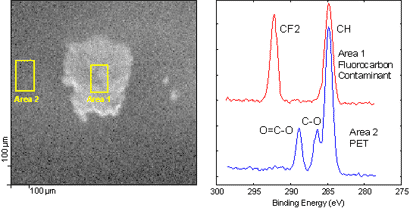 Area 2
Area 1
100 µm
100 µm
CF2
CH
Area 1
Fluorocarbon
Contaminant
C-O
O=C-O
Area 2
PET
300
295
290
285
280
275
Binding Energy (eV)